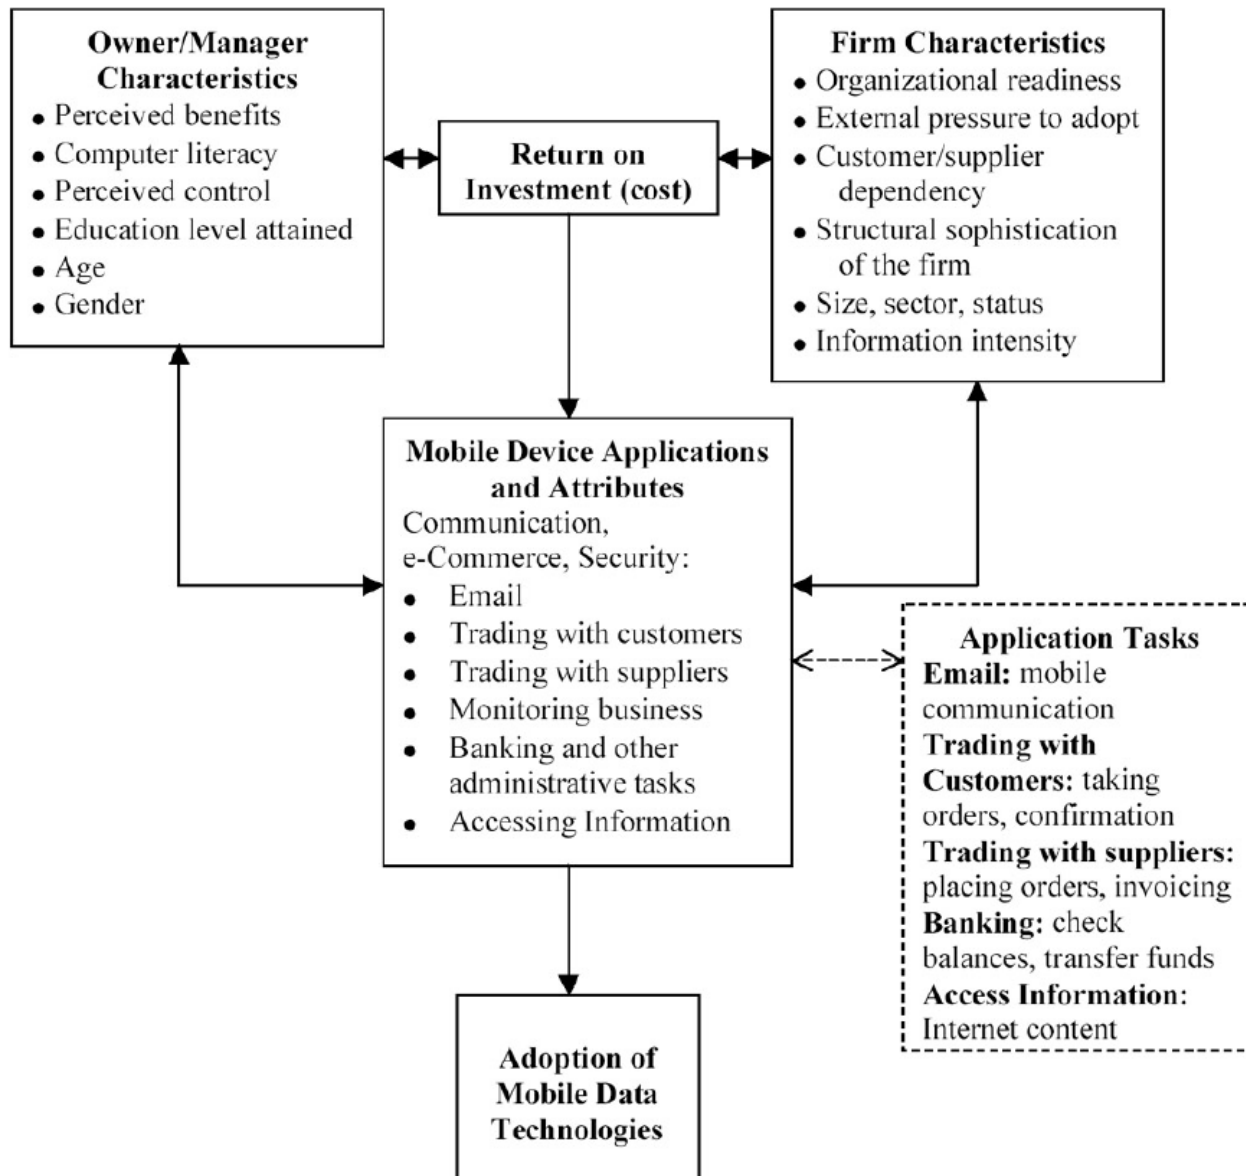 Owner/Manager
Characteristics
● Perceived benefits
● Computer literacy
● Perceived control
● Education level attained
● Age
● Gender
Return on
Investment (cost)
Firm Characteristics
● Organizational readiness
● External pressure to adopt
● Customer/supplier
dependency
● Structural sophistication
of the firm
● Size, sector, status
● Information intensity
Mobile Device Applications
and Attributes
Communication,
e-Commerce, Security:
● Email
● Trading with customers
● Trading with suppliers
● Monitoring business
● Banking and other
administrative tasks
● Accessing Information
Application Tasks
Email: mobile
communication
Trading with
Customers: taking
orders, confirmation
Trading with suppliers:
placing orders, invoicing
Banking: check
balances, transfer funds
Access Information:
Internet content
Adoption of
Mobile Data
Technologies